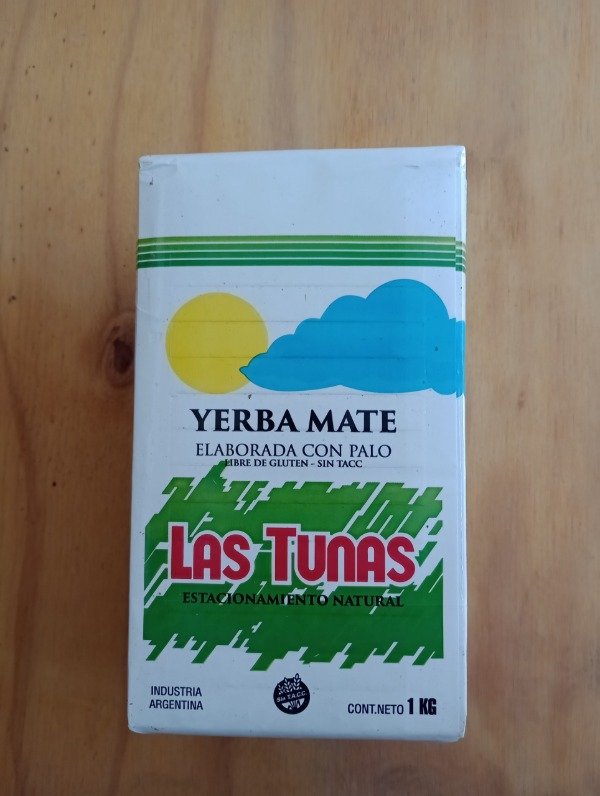 YERBA MATE
ELABORADA CON PALO
LIBRE DE GLUTEN - SIN TACC
LAS TUNAS
ESTACIONAMIENTO NATURAL
INDUSTRIA
ARGENTINA
SIN T.A.C.C.
CONT.NETO 1 KG